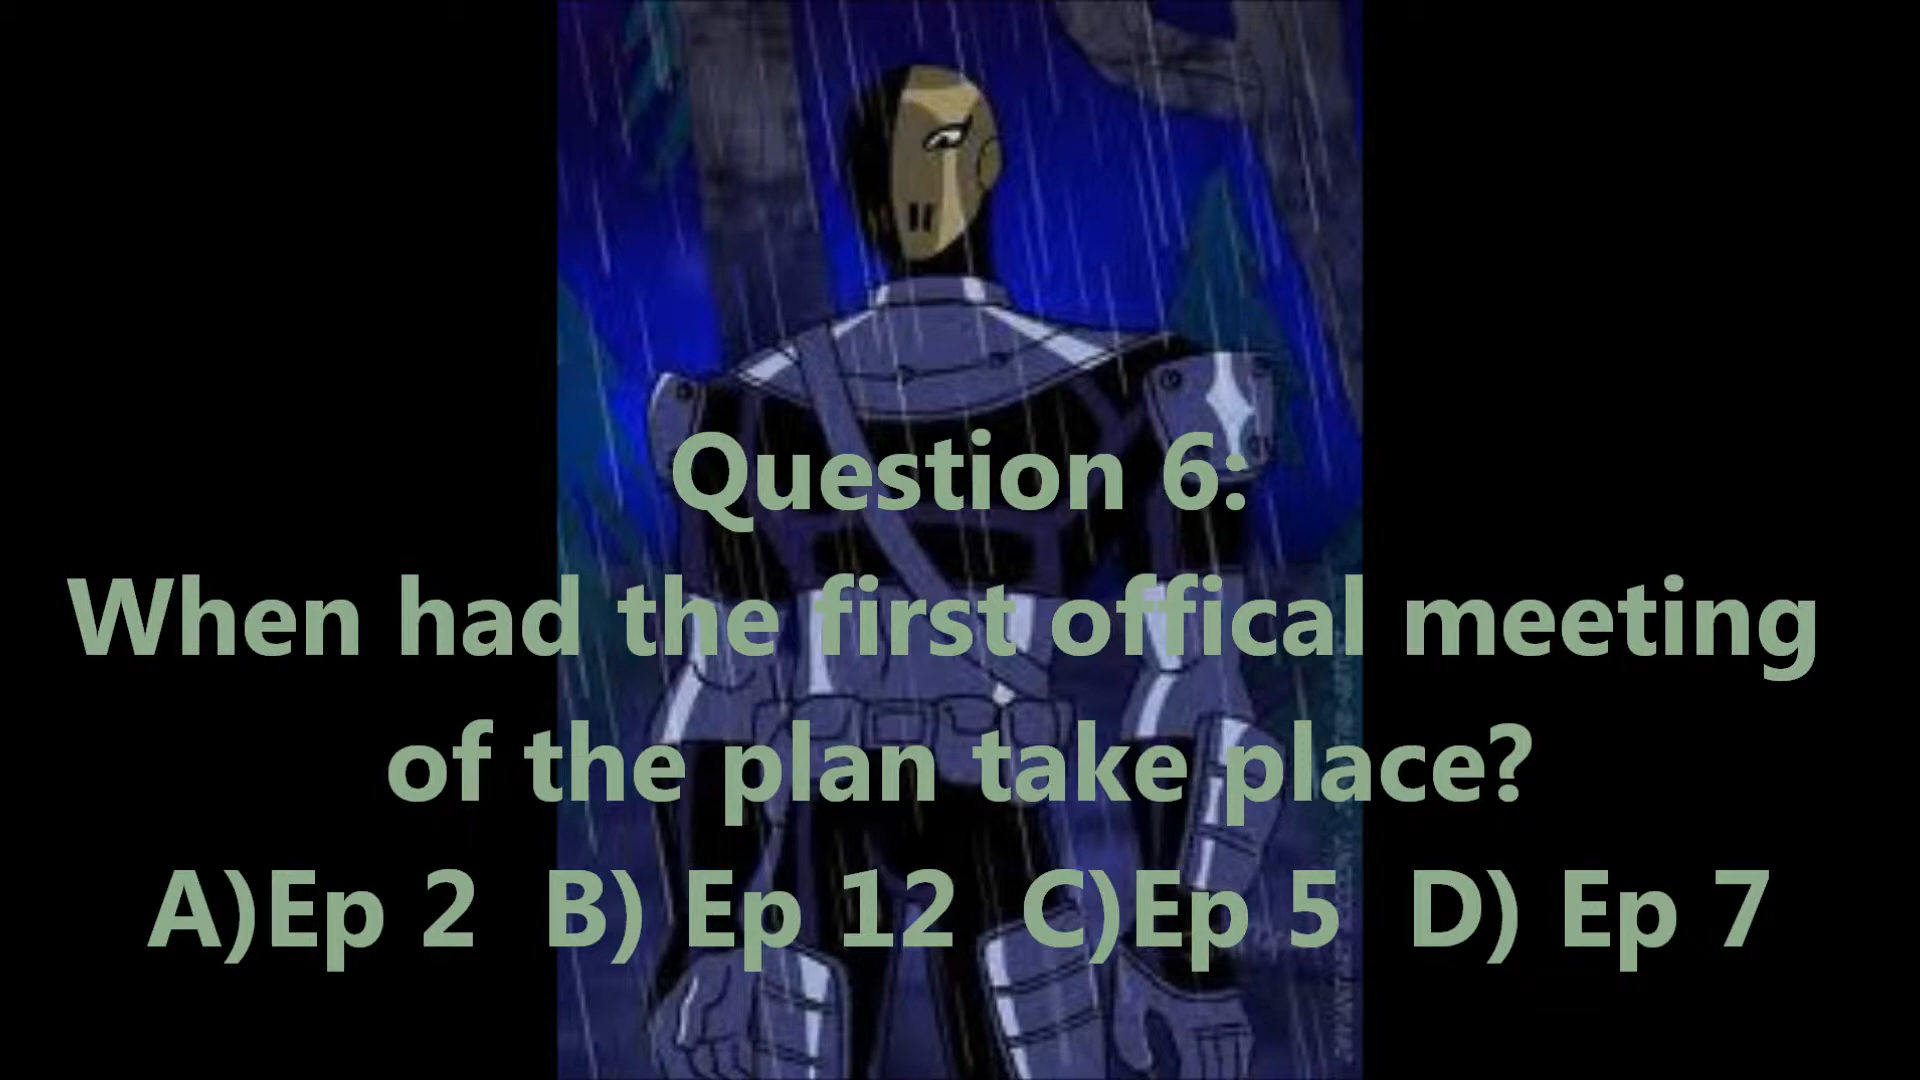 Question 6:
When had the first offical meeting
of the plan take place?
A)Ep 2 B) Ep 12 C)Ep 5 D) Ep 7